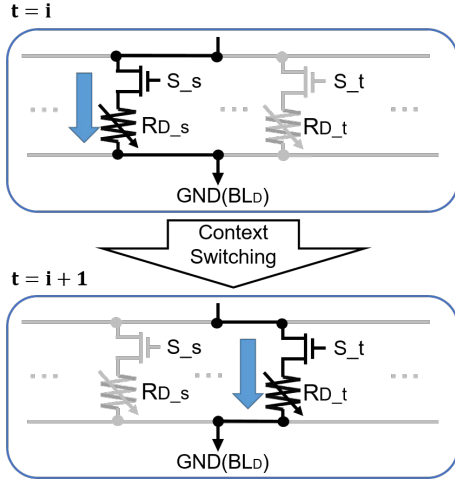 t = i
S_s
S_t
RD_s
RD_t
GND(BLD)
Context
Switching
t = i + 1
S_s
S_t
RD_s
RD_t
GND(BLD)